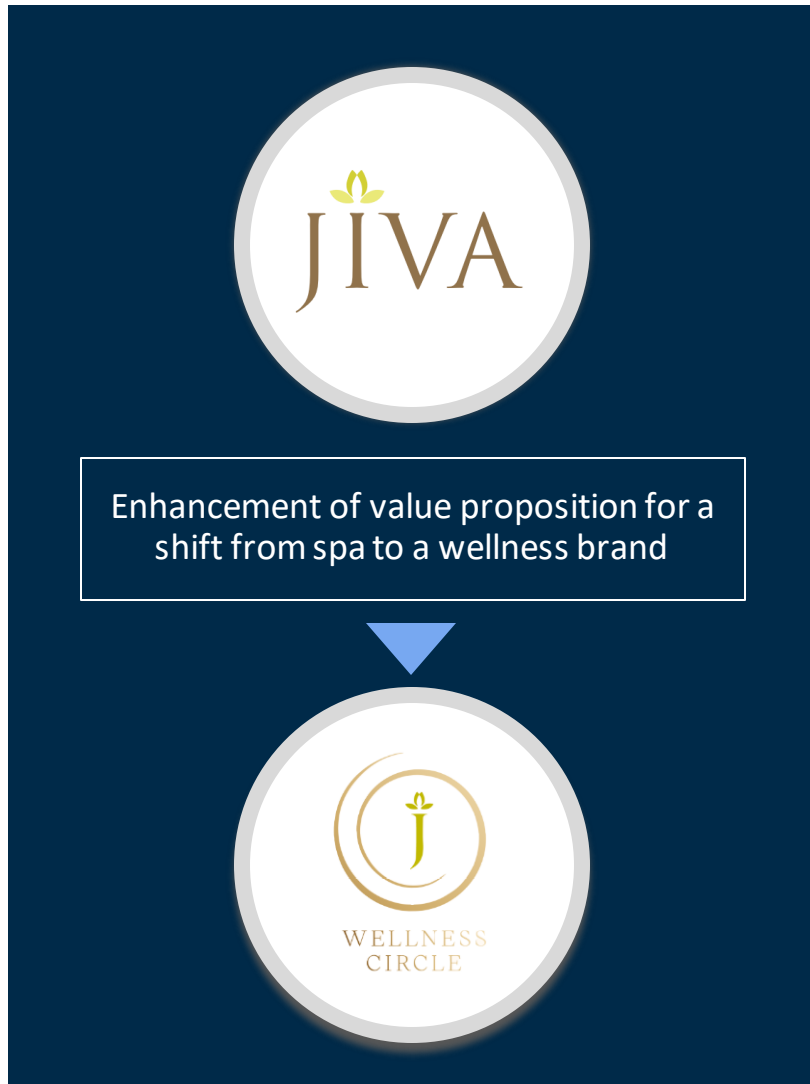 JIVA
Enhancement of value proposition for a
shift from spa to a wellness brand
J
WELLNESS
CIRCLE